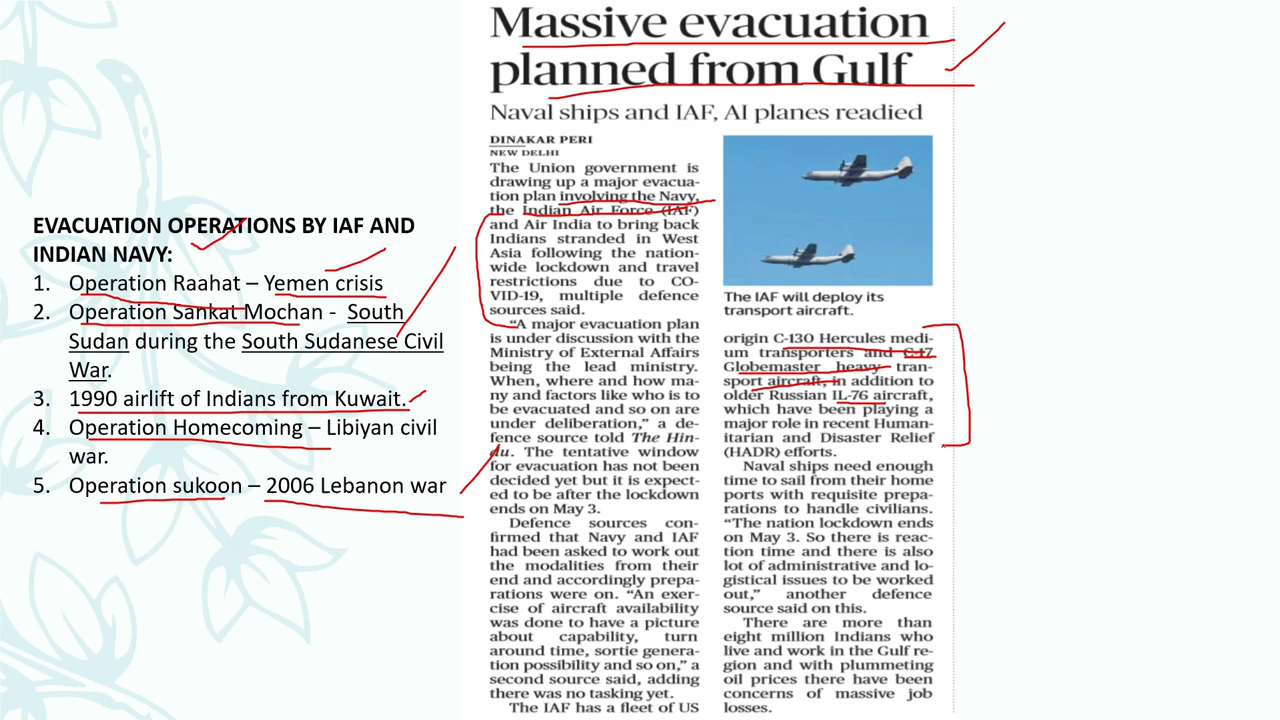 EVACUATION OPERATIONS BY IAF AND
INDIAN NAVY:
1. Operation Raahat – Yemen crisis
2. Operation Sankat Mochan - South
Sudan during the South Sudanese Civil
War.
3. 1990 airlift of Indians from Kuwait.
4. Operation Homecoming – Libiyan civil
war.
5. Operation sukoon – 2006 Lebanon war
Massive evacuation
planned from Gulf
Naval ships and IAF, AI planes readied
DINAKAR PERI
NEW DELHI
The Union government is
drawing up a major evacua-
tion plan involving the Navy,
the Indian Air Force (IAF)
and Air India to bring back
Indians stranded in West
Asia following the nation-
wide lockdown and travel
restrictions due to CO-
VID-19, multiple defence
sources said.
“A major evacuation plan
is under discussion with the
Ministry of External Affairs
being the lead ministry.
When, where and how ma-
ny and factors like who is to
be evacuated and so on are
under deliberation,” a de-
fence source told The Hin-
du. The tentative window
for evacuation has not been
decided yet but it is expect-
ed to be after the lockdown
ends on May 3.
Defence sources con-
firmed that Navy and IAF
had been asked to work out
the modalities from their
end and accordingly prepa-
rations were on. “An exer-
cise of aircraft availability
was done to have a picture
about capability, turn
around time, sortie genera-
tion possibility and so on,” a
second source said, adding
there was no tasking yet.
The IAF has a fleet of US
The IAF will deploy its
transport aircraft.
origin C-130 Hercules medi-
um transporters and C-17
Globemaster heavy tran-
sport aircraft, in addition to
older Russian IL-76 aircraft,
which have been playing a
major role in recent Human-
itarian and Disaster Relief
(HADR) efforts.
Naval ships need enough
time to sail from their home
ports with requisite prepa-
rations to handle civilians.
“The nation lockdown ends
on May 3. So there is reac-
tion time and there is also
lot of administrative and lo-
gistical issues to be worked
out,” another defence
source said on this.
There are more than
eight million Indians who
live and work in the Gulf re-
gion and with plummeting
oil prices there have been
concerns of massive job
losses.